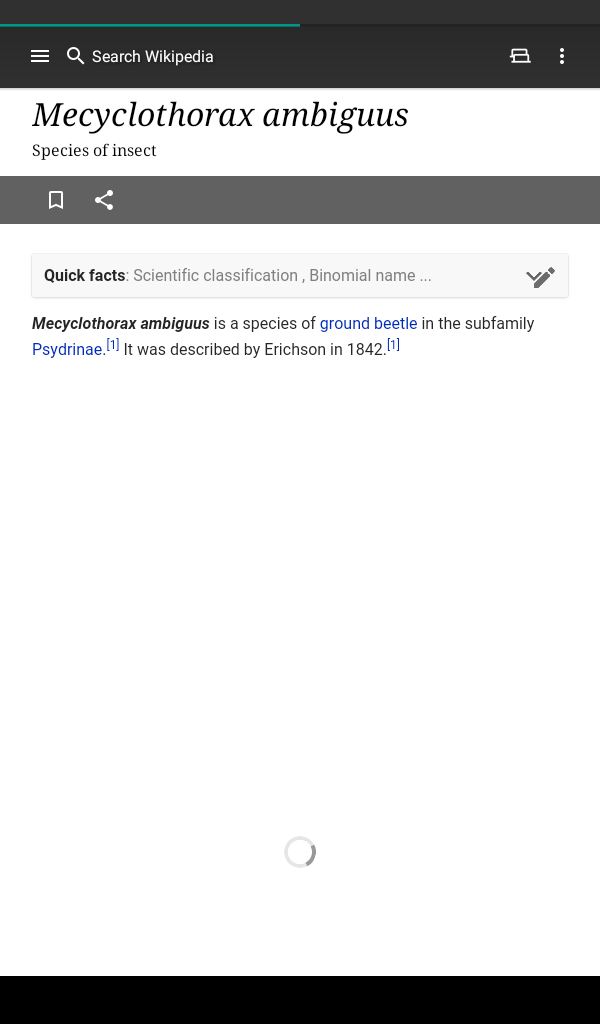 Search Wikipedia
Mecyclothorax ambiguus
Species of insect
Quick facts: Scientific classification , Binomial name ...
Mecyclothorax ambiguus is a species of ground beetle in the subfamily
Psydrinae.[1] It was described by Erichson in 1842.[1]